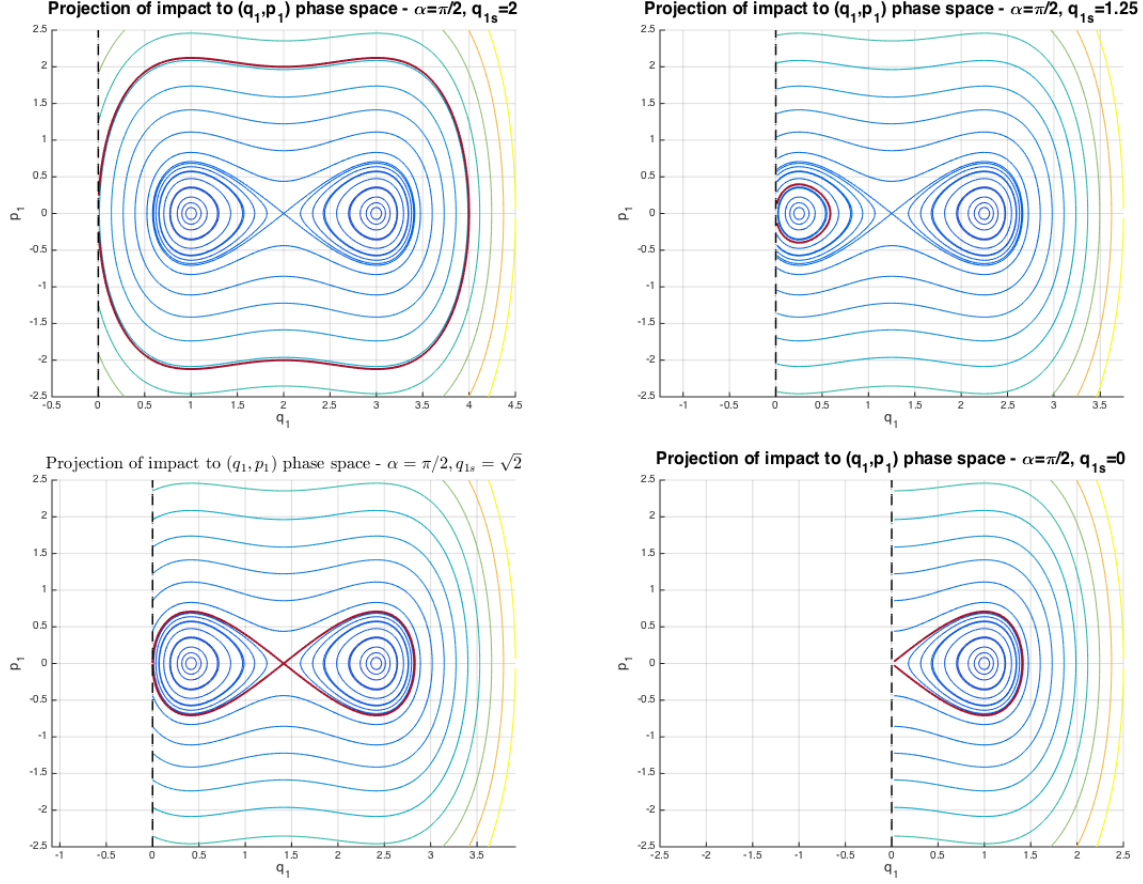 Projection of impact to (q₁,p₁) phase space - α=π/2, q₁ₛ=2
p₁
2.5
2
1.5
1
0.5
0
-0.5
-1
-1.5
-2
-2.5
-0.5 0 0.5 1 1.5 2 2.5 3 3.5 4 4.5
q₁
Projection of impact to (q₁,p₁) phase space - α=π/2, q₁ₛ=1.25
p₁
2.5
2
1.5
1
0.5
0
-0.5
-1
-1.5
-2
-2.5
-1 -0.5 0 0.5 1 1.5 2 2.5 3 3.5
q₁
Projection of impact to (q₁, p₁) phase space - α = π/2, q₁ₛ = √2
p₁
2.5
2
1.5
1
0.5
0
-0.5
-1
-1.5
-2
-2.5
-1 -0.5 0 0.5 1 1.5 2 2.5 3 3.5
q₁
Projection of impact to (q₁,p₁) phase space - α=π/2, q₁ₛ=0
p₁
2.5
2
1.5
1
0.5
0
-0.5
-1
-1.5
-2
-2.5
-2.5 -2 -1.5 -1 -0.5 0 0.5 1 1.5 2 2.5
q₁